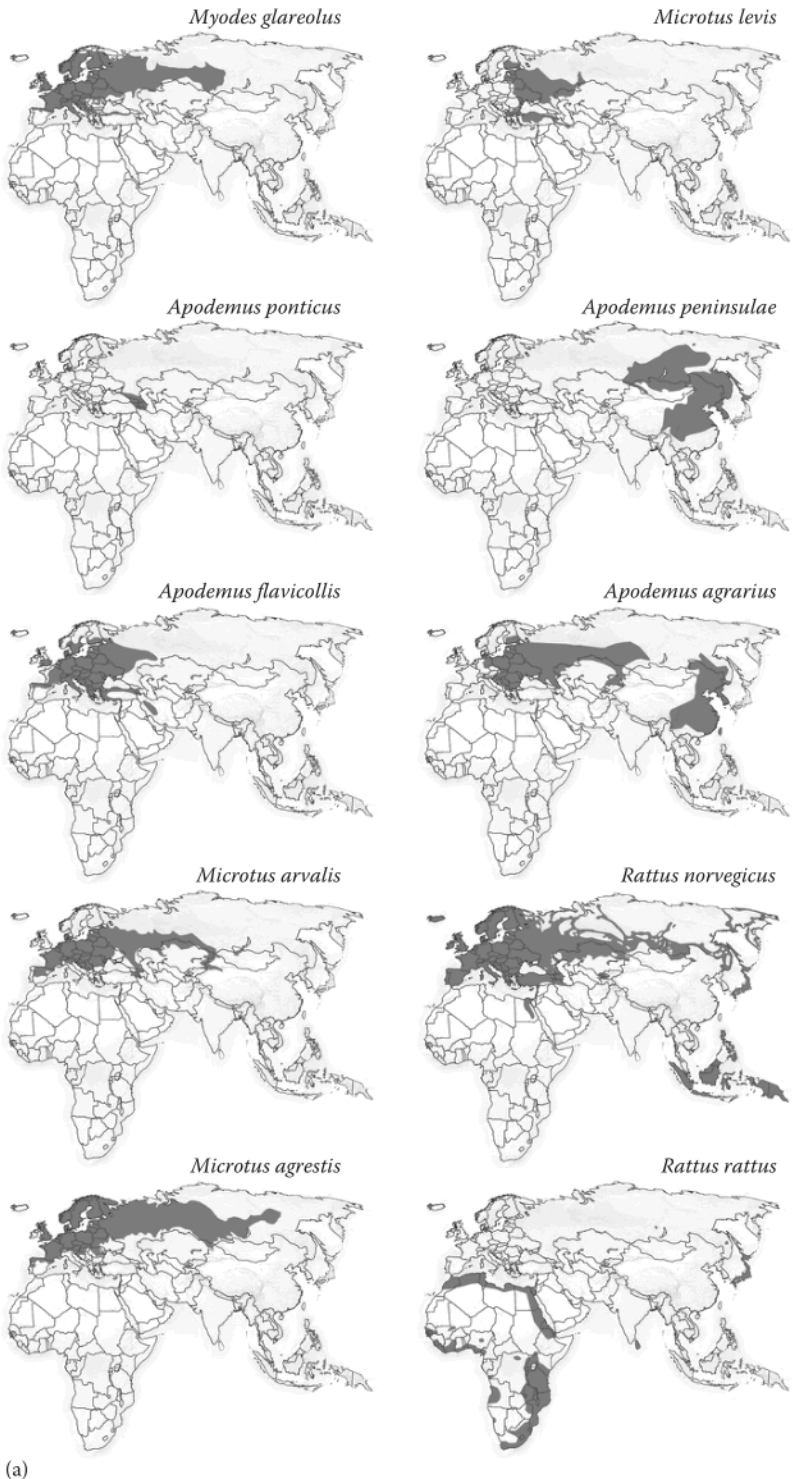 Myodes glareolus
Microtus levis
Apodemus ponticus
Apodemus peninsulae
Apodemus flavicollis
Apodemus agrarius
Microtus arvalis
Rattus norvegicus
Microtus agrestis
Rattus rattus
(a)